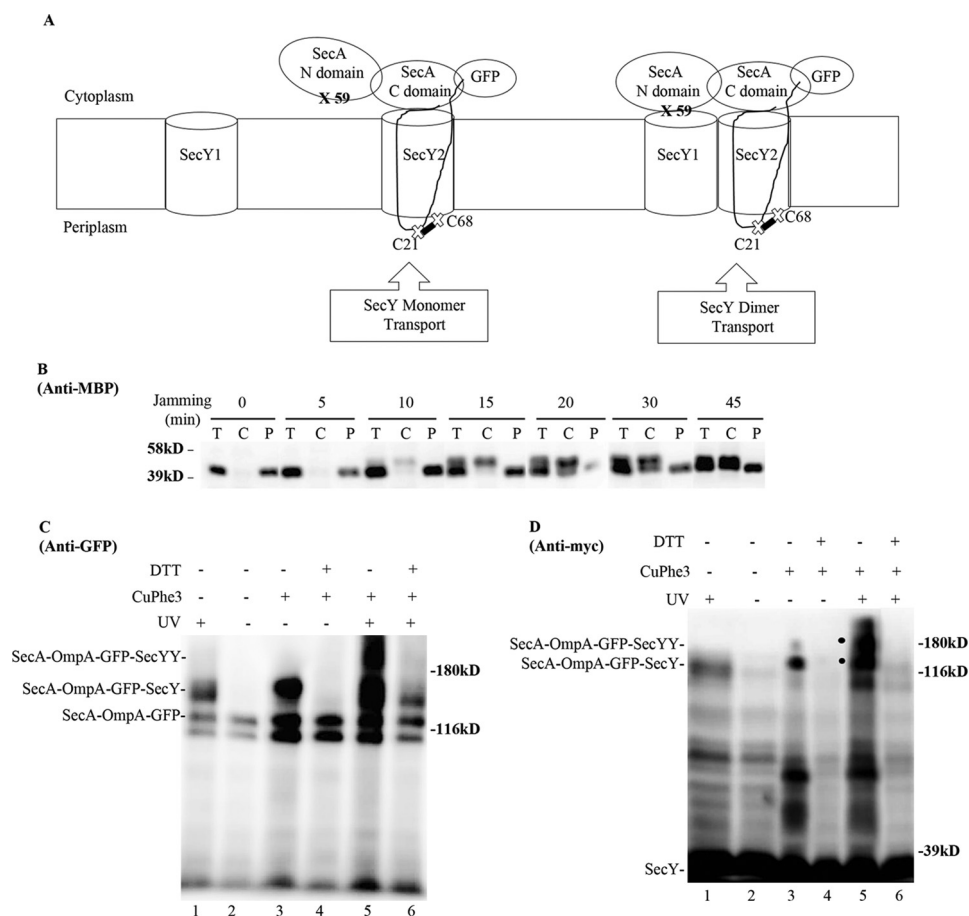 A
SecA
N domain
X 59
SecA
C domain
GFP
SecA
N domain
X 59
SecA
C domain
GFP
Cytoplasm
SecY1
SecY2
SecY1
SecY2
Periplasm
C68
C21
C68
C21
SecY Monomer
Transport
SecY Dimer
Transport
B
(Anti-MBP)
Jamming 0 5 10 15 20 30 45
(min)
T C P T C P T C P T C P T C P T C P T C P
58kD -
39kD -
C
(Anti-GFP)
DTT - - - + - +
CuPhe3 - - + + + +
UV + - - - + +
SecA-OmpA-GFP-SecYY-
-180kD
SecA-OmpA-GFP-SecY-
SecA-OmpA-GFP-
-116kD
1 2 3 4 5 6
D
(Anti-myc)
DTT - - - + - +
CuPhe3 - - + + + +
UV + - - - + +
SecA-OmpA-GFP-SecYY-
-180kD
SecA-OmpA-GFP-SecY-
-116kD
-39kD
SecY-
1 2 3 4 5 6